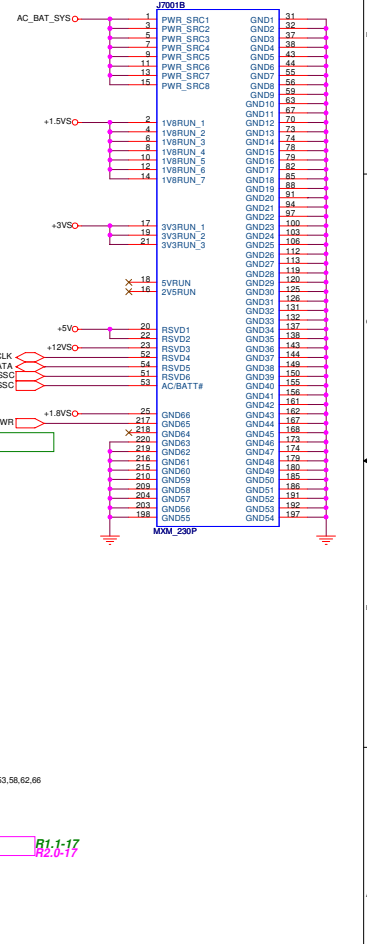 J7001B
AC_BAT_SYS 1 PWR_SRC1 GND1 31
3 PWR_SRC2 GND2 32
5 PWR_SRC3 GND3 37
7 PWR_SRC4 GND4 38
9 PWR_SRC5 GND5 43
11 PWR_SRC6 GND6 44
13 PWR_SRC7 GND7 55
15 PWR_SRC8 GND8 56
GND9 59
GND10 63
GND11 67
+1.5VS 2 1V8RUN_1 GND12 70
4 1V8RUN_2 GND13 73
6 1V8RUN_3 GND14 74
8 1V8RUN_4 GND15 78
10 1V8RUN_5 GND16 79
12 1V8RUN_6 GND17 82
14 1V8RUN_7 GND18 85
GND19 88
GND20 91
GND21 94
GND22 97
+3VS 17 3V3RUN_1 GND23 100
19 3V3RUN_2 GND24 103
21 3V3RUN_3 GND25 106
GND26 112
GND27 113
GND28 119
18 5VRUN GND29 120
16 2V5RUN GND30 125
GND31 126
GND32 131
GND33 132
+5V 20 RSVD1 GND34 137
22 RSVD2 GND35 138
+12VS 23 RSVD3 GND36 143
CLK 52 RSVD4 GND37 144
ATA 54 RSVD5 GND38 149
SSC 51 RSVD6 GND39 150
SSC 53 AC/BATT# GND40 155
GND41 156
GND42 161
+1.8VS 25 GND66 GND43 162
WR 217 GND65 GND44 167
218 GND64 GND45 168
220 GND63 GND46 173
219 GND62 GND47 174
216 GND61 GND48 179
215 GND60 GND49 180
210 GND59 GND50 185
209 GND58 GND51 186
204 GND57 GND52 191
203 GND56 GND53 192
198 GND55 GND54 197
MXM_230P
53,58,62,66
R1.1-17
R2.0-17